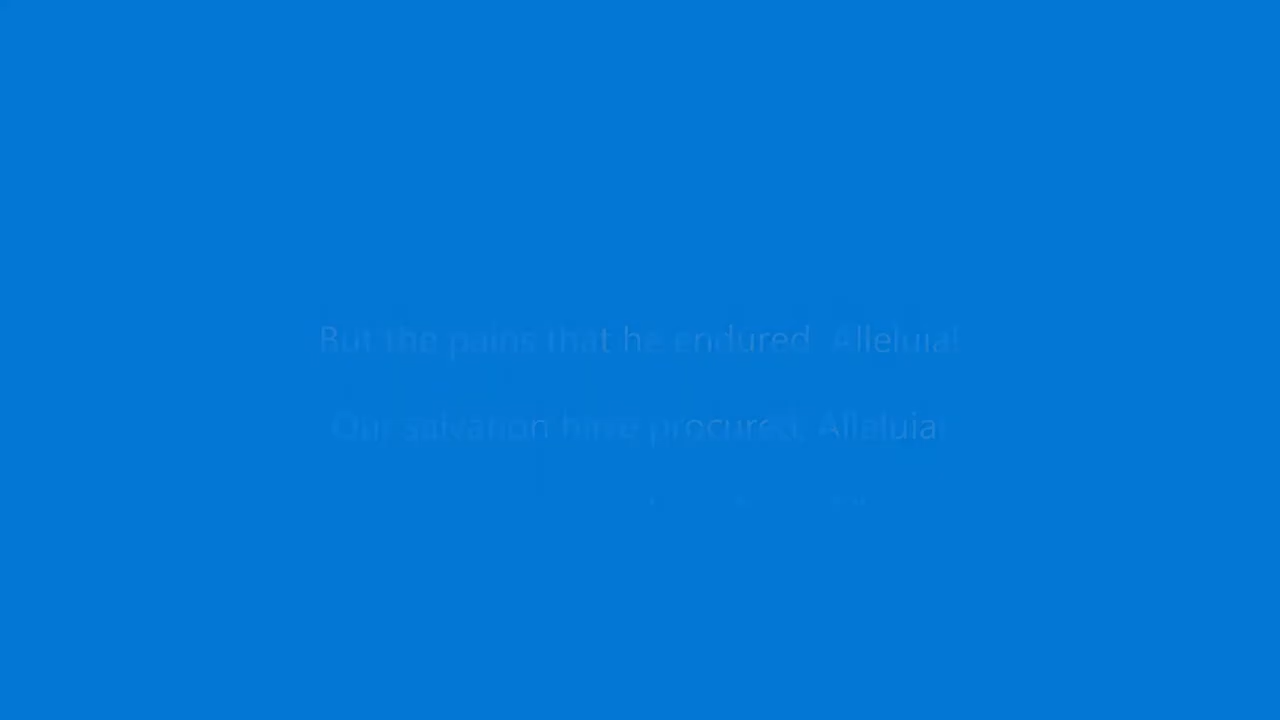 But the pains that he endured, Alleluia!
Our salvation have procured, Alleluia!